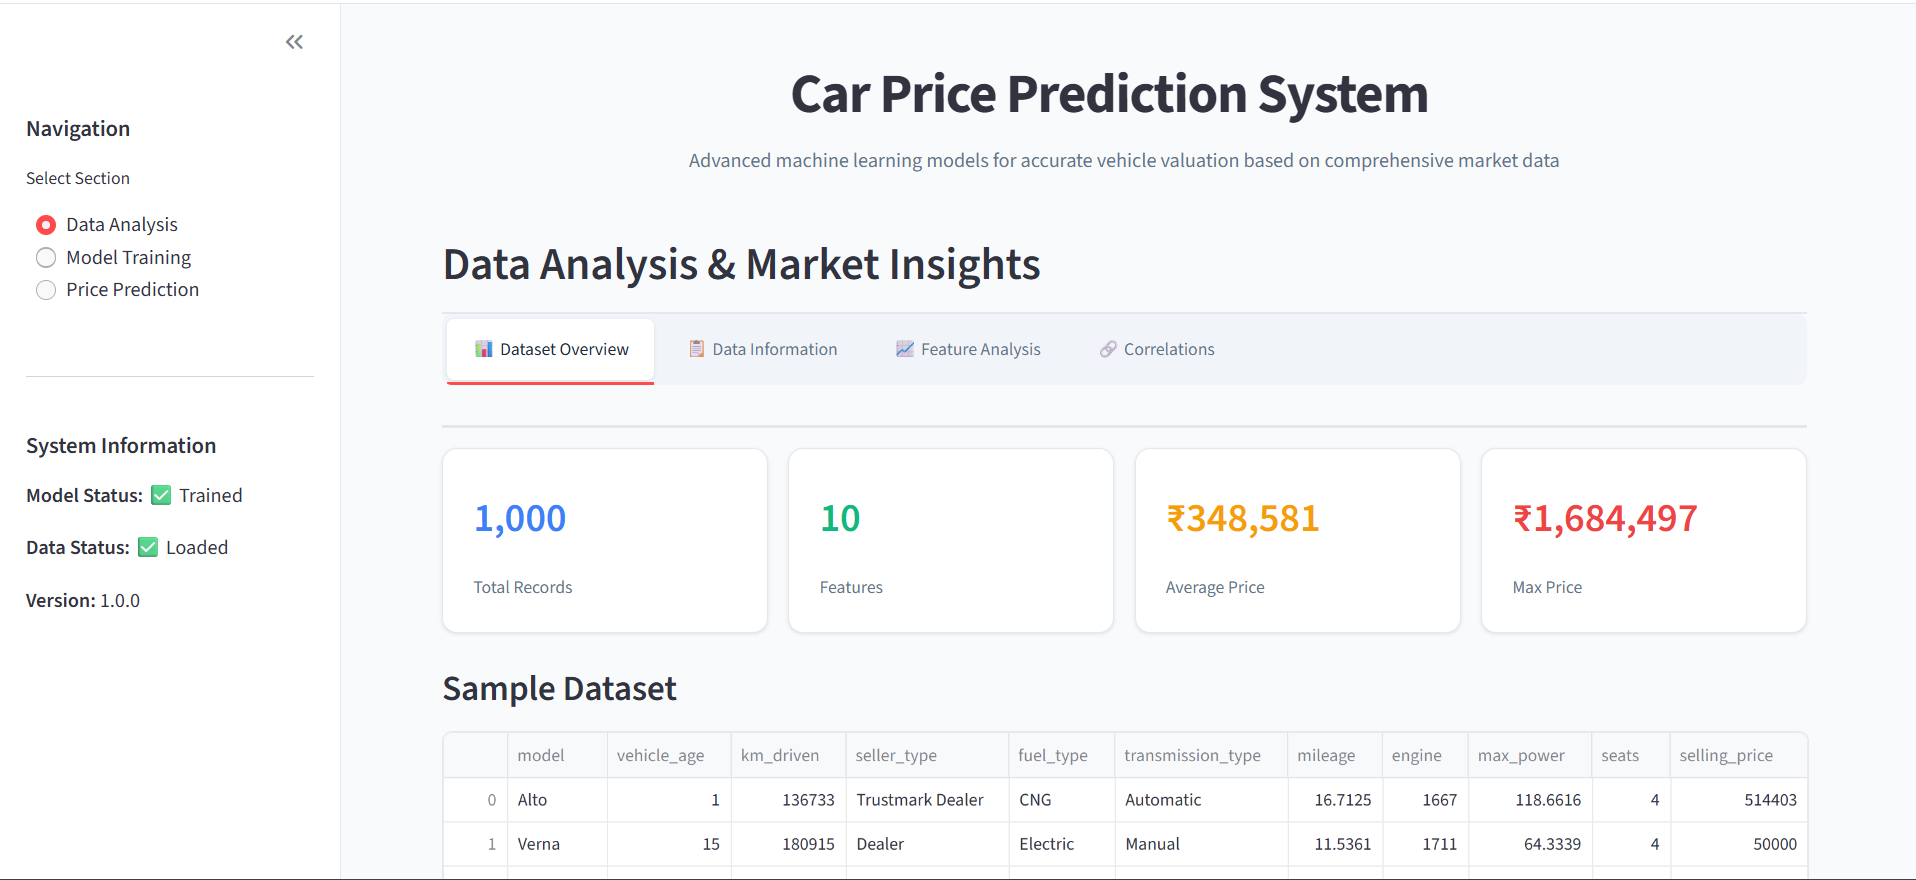 Navigation
Select Section
Data Analysis
Model Training
Price Prediction
System Information
Model Status: ✅ Trained
Data Status: ✅ Loaded
Version: 1.0.0
Car Price Prediction System
Advanced machine learning models for accurate vehicle valuation based on comprehensive market data
Data Analysis & Market Insights
📊 Dataset Overview 📋 Data Information 📈 Feature Analysis 🔗 Correlations
1,000 10 ₹348,581 ₹1,684,497
Total Records Features Average Price Max Price
Sample Dataset
model vehicle_age km_driven seller_type fuel_type transmission_type mileage engine max_power seats selling_price
0 Alto 1 136733 Trustmark Dealer CNG Automatic 16.7125 1667 118.6616 4 514403
1 Verna 15 180915 Dealer Electric Manual 11.5361 1711 64.3339 4 50000